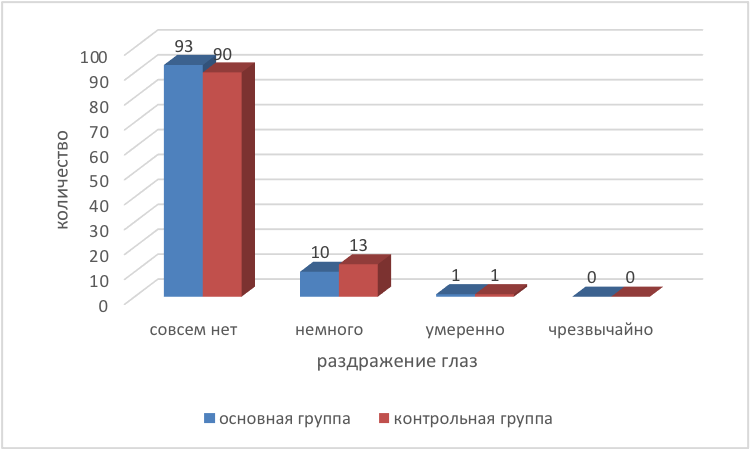 100
90
80
70
60
50
40
30
20
10
0
количество
93
90
10
13
1
1
0
0
совсем нет
немного
умеренно
чрезвычайно
раздражение глаз
основная группа
контрольная группа